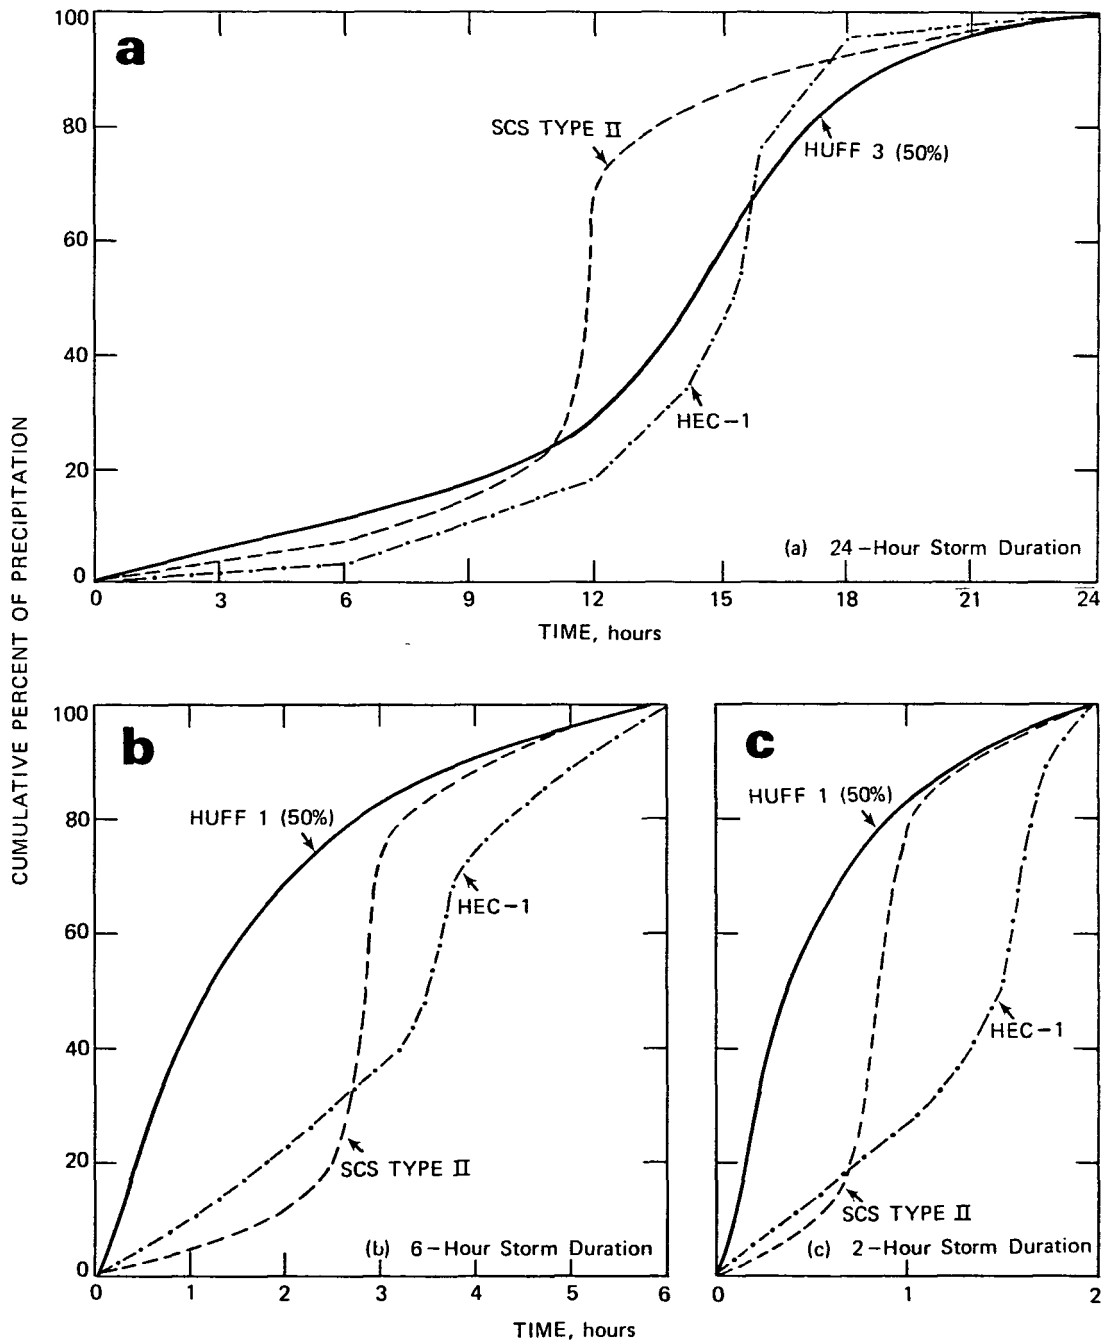 CUMULATIVE PERCENT OF PRECIPITATION
a
100
80
60
40
20
0
SCS TYPE II
HUFF 3 (50%)
HEC-1
(a) 24-Hour Storm Duration
0 3 6 9 12 15 18 21 24
TIME, hours
b
100
80
60
40
20
0
HUFF 1 (50%)
HEC-1
SCS TYPE II
(b) 6-Hour Storm Duration
0 1 2 3 4 5 6
TIME, hours
c
HUFF 1 (50%)
HEC-1
SCS TYPE II
(c) 2-Hour Storm Duration
0 1 2